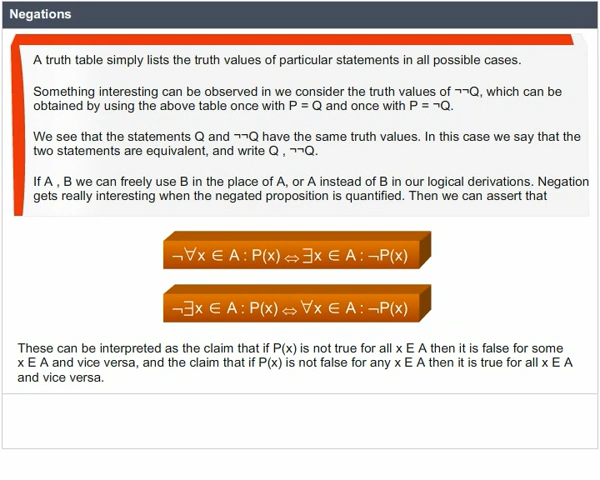 Negations
A truth table simply lists the truth values of particular statements in all possible cases.
Something interesting can be observed in we consider the truth values of ¬¬Q, which can be
obtained by using the above table once with P = Q and once with P = ¬Q.
We see that the statements Q and ¬¬Q have the same truth values. In this case we say that the
two statements are equivalent, and write Q , ¬¬Q.
If A , B we can freely use B in the place of A, or A instead of B in our logical derivations. Negation
gets really interesting when the negated proposition is quantified. Then we can assert that
¬∀x ∈ A : P(x) ⇔ ∃x ∈ A : ¬P(x)
¬∃x ∈ A : P(x) ⇔ ∀x ∈ A : ¬P(x)
These can be interpreted as the claim that if P(x) is not true for all x E A then it is false for some
x E A and vice versa, and the claim that if P(x) is not false for any x E A then it is true for all x E A
and vice versa.